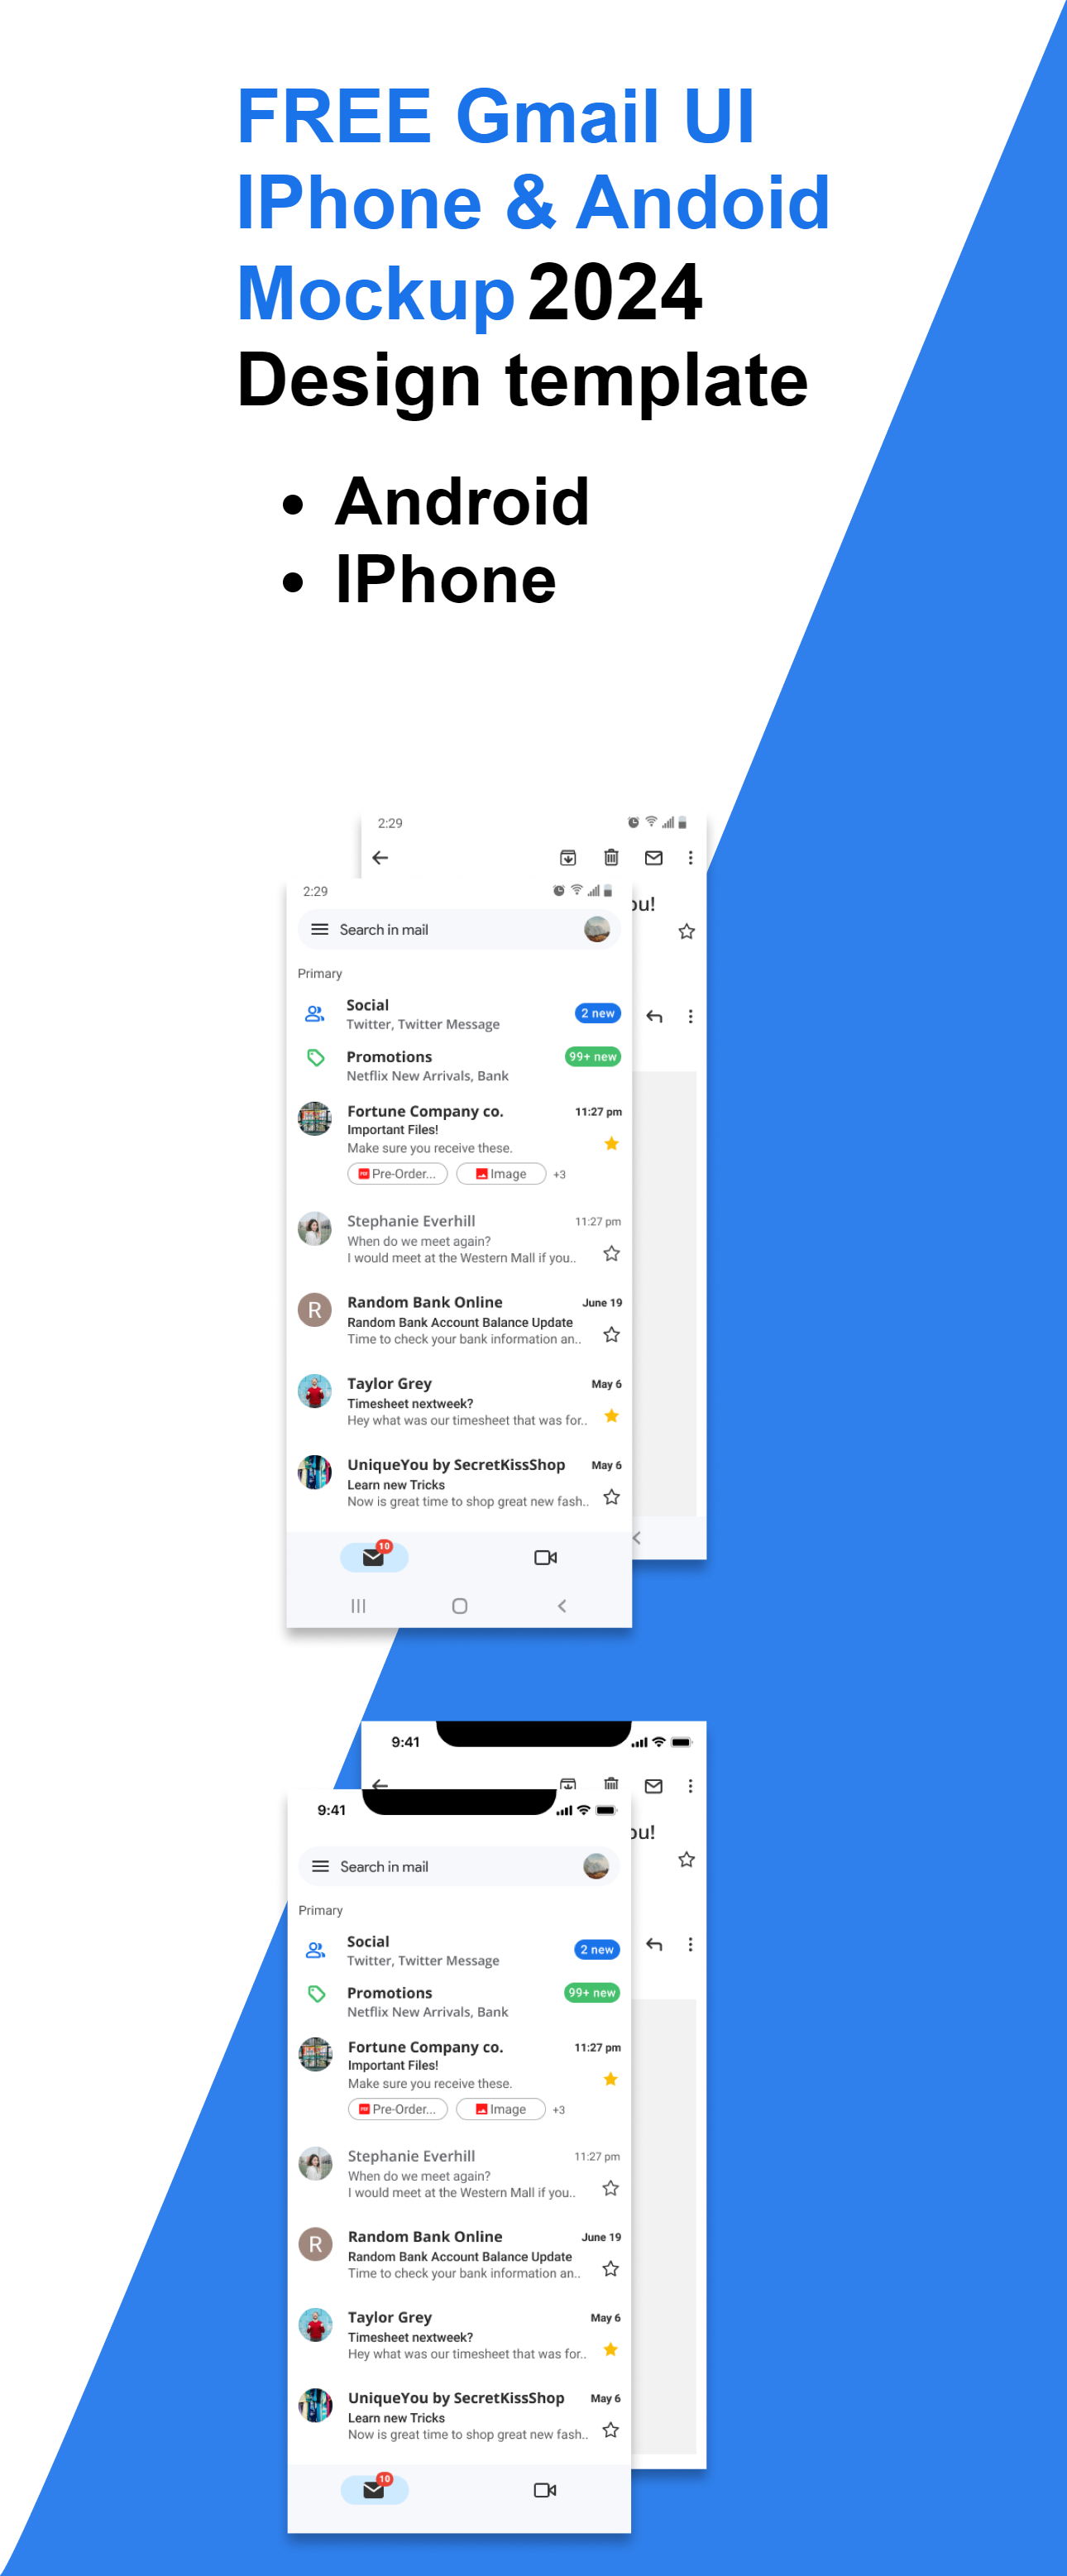 FREE Gmail UI
IPhone & Andoid
Mockup 2024
Design template
• Android
• IPhone
2:29
2:29
ou!
Search in mail
Primary
Social
2 new
Twitter, Twitter Message
Promotions
99+ new
Netflix New Arrivals, Bank
Fortune Company co.
11:27 pm
Important Files!
Make sure you receive these.
PDF Pre-Order...
Image
+3
Stephanie Everhill
11:27 pm
When do we meet again?
I would meet at the Western Mall if you..
R
Random Bank Online
June 19
Random Bank Account Balance Update
Time to check your bank information an..
Taylor Grey
May 6
Timesheet nextweek?
Hey what was our timesheet that was for..
UniqueYou by SecretKissShop
May 6
Learn new Tricks
Now is great time to shop great new fash..
10
9:41
9:41
ou!
Search in mail
Primary
Social
2 new
Twitter, Twitter Message
Promotions
99+ new
Netflix New Arrivals, Bank
Fortune Company co.
11:27 pm
Important Files!
Make sure you receive these.
PDF Pre-Order...
Image
+3
Stephanie Everhill
11:27 pm
When do we meet again?
I would meet at the Western Mall if you..
R
Random Bank Online
June 19
Random Bank Account Balance Update
Time to check your bank information an..
Taylor Grey
May 6
Timesheet nextweek?
Hey what was our timesheet that was for..
UniqueYou by SecretKissShop
May 6
Learn new Tricks
Now is great time to shop great new fash..
10